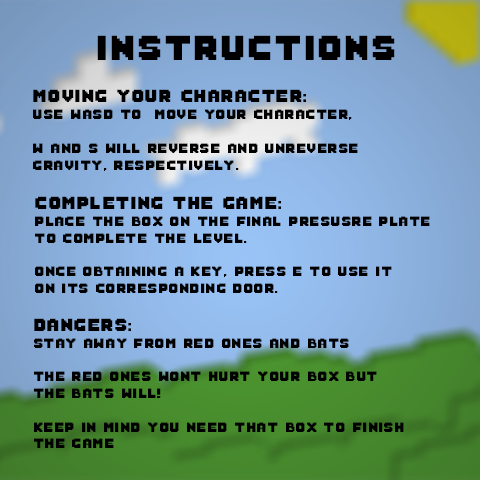 INSTRUCTIONS
MOVING YOUR CHARACTER:
USE WASD TO MOVE YOUR CHARACTER,
W AND S WILL REVERSE AND UNREVERSE
GRAVITY, RESPECTIVELY.
COMPLETING THE GAME:
PLACE THE BOX ON THE FINAL PRESUSRE PLATE
TO COMPLETE THE LEVEL.
ONCE OBTAINING A KEY, PRESS E TO USE IT
ON ITS CORRESPONDING DOOR.
DANGERS:
STAY AWAY FROM RED ONES AND BATS
THE RED ONES WONT HURT YOUR BOX BUT
THE BATS WILL!
KEEP IN MIND YOU NEED THAT BOX TO FINISH
THE GAME